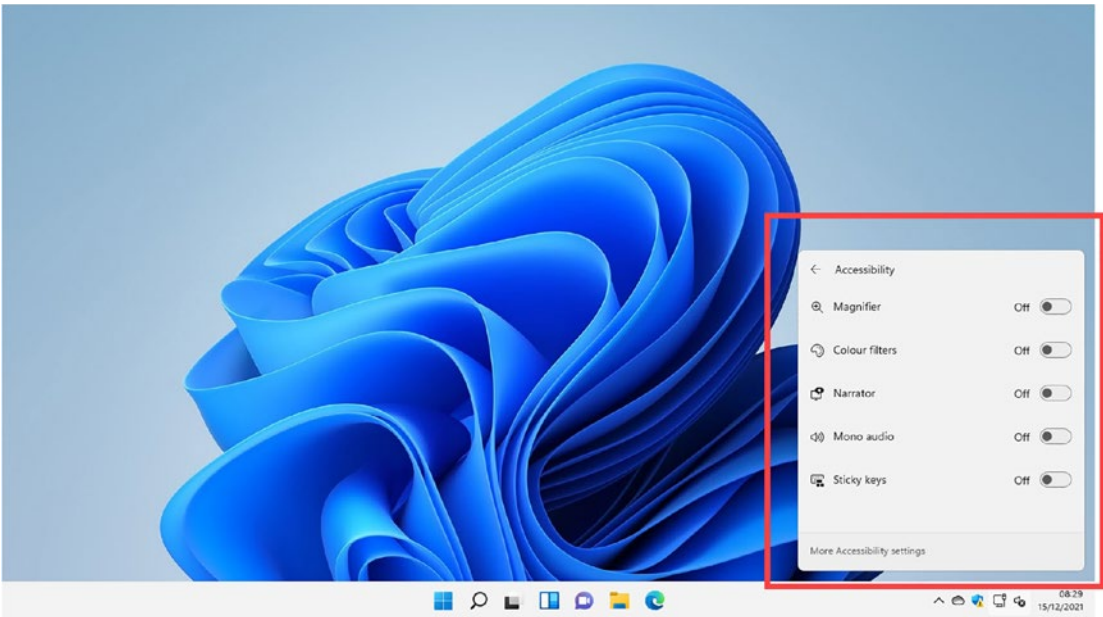 Accessibility
Magnifier Off
Colour filters Off
Narrator Off
Mono audio Off
Sticky keys Off
More Accessibility settings
08:29
15/12/2021